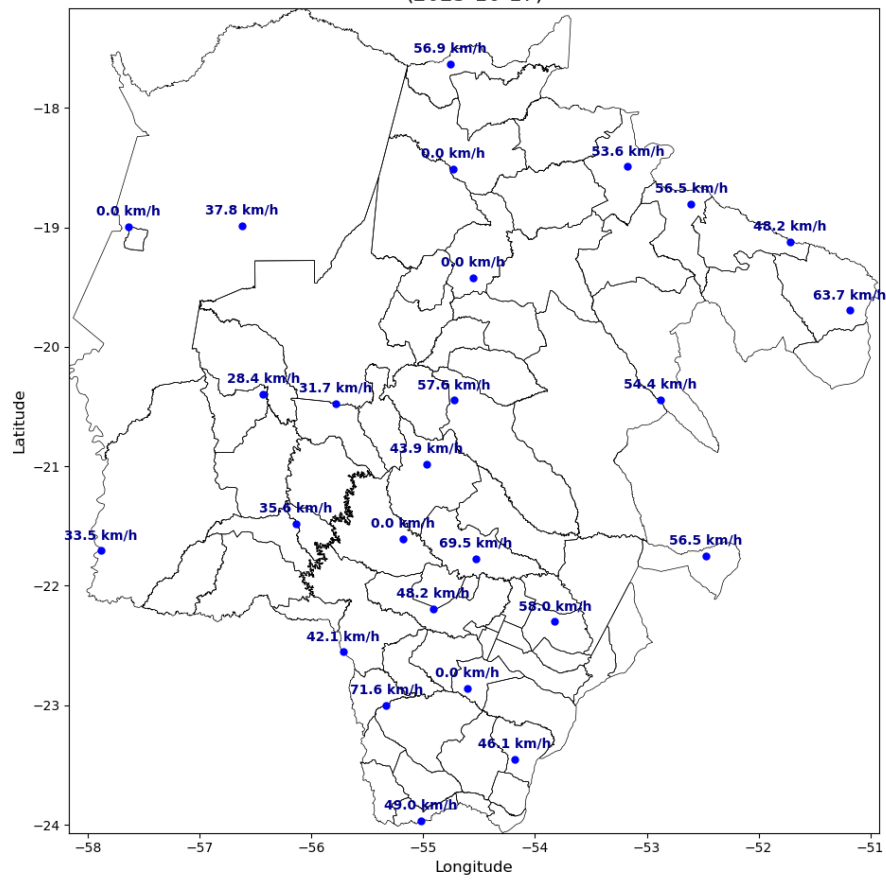 56.9 km/h
0.0 km/h
53.6 km/h
56.5 km/h
0.0 km/h
37.8 km/h
48.2 km/h
0.0 km/h
63.7 km/h
28.4 km/h
31.7 km/h
57.6 km/h
54.4 km/h
43.9 km/h
35.6 km/h
33.5 km/h
0.0 km/h
69.5 km/h
56.5 km/h
48.2 km/h
58.0 km/h
42.1 km/h
0.0 km/h
71.6 km/h
46.1 km/h
49.0 km/h
−18
−19
−20
−21
−22
−23
−24
Latitude
−58
−57
−56
−55
−54
−53
−52
−51
Longitude